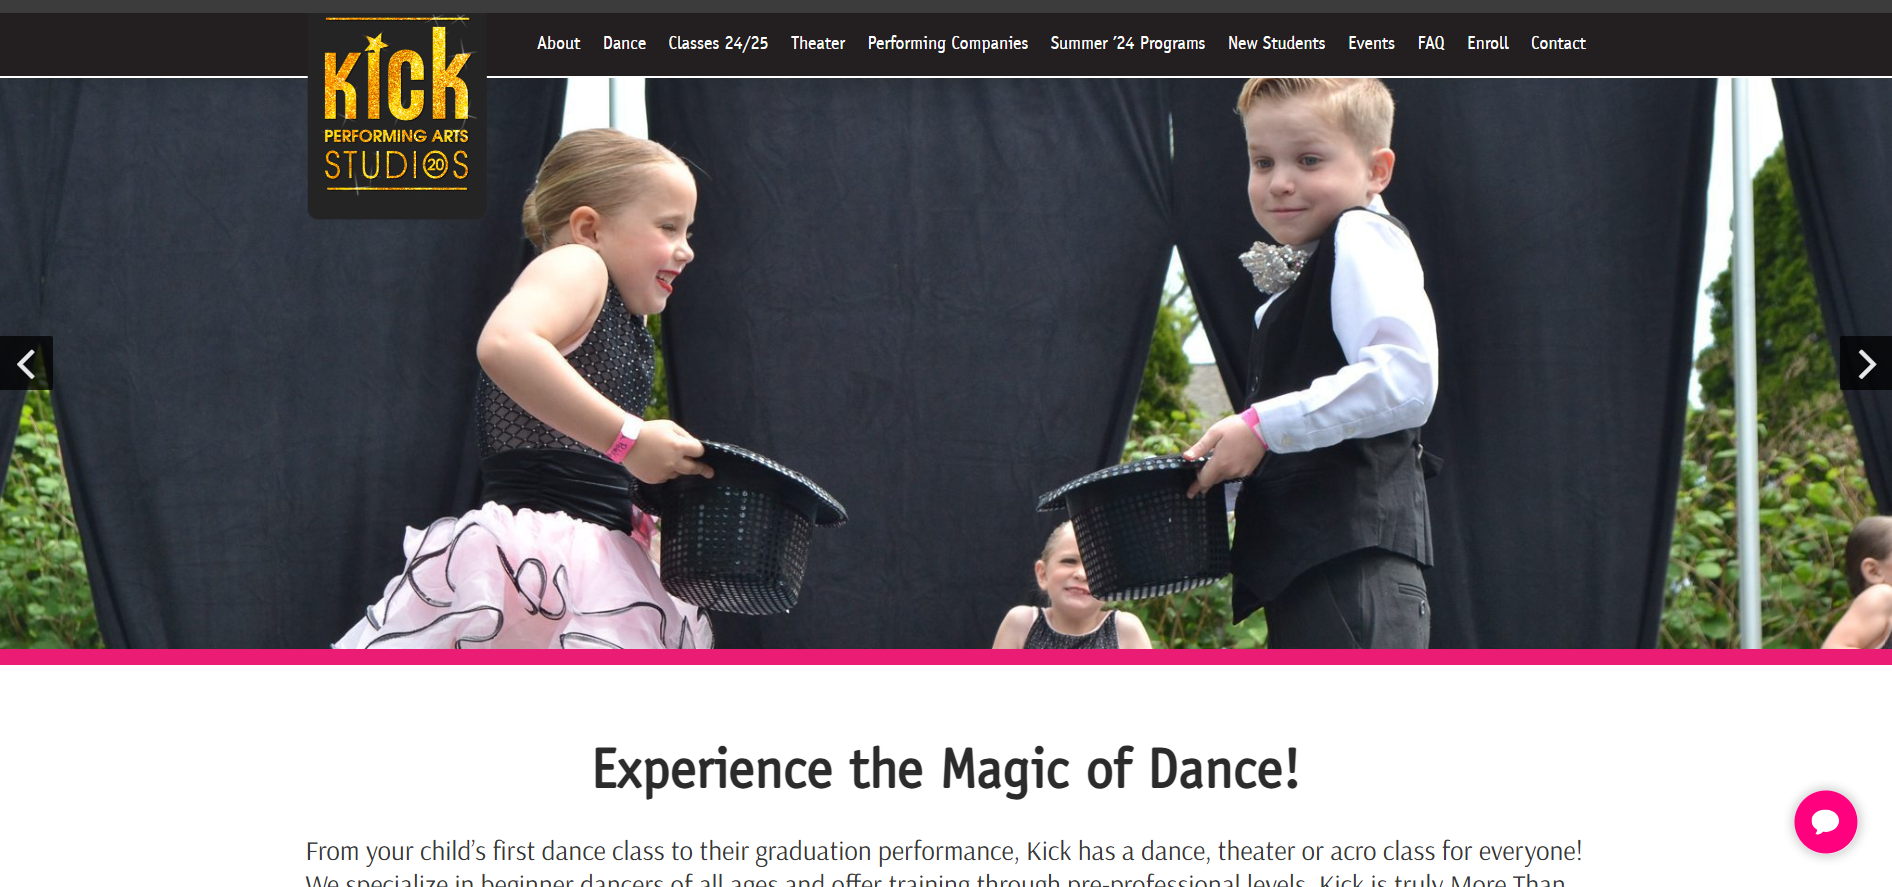 Kick
PERFORMING ARTS
STUDIOS 20
About Dance Classes 24/25 Theater Performing Companies Summer ’24 Programs New Students Events FAQ Enroll Contact
Experience the Magic of Dance!
From your child’s first dance class to their graduation performance, Kick has a dance, theater or acro class for everyone!
We specialize in beginner dancers of all ages and offer training through pre-professional levels. Kick is truly More Than